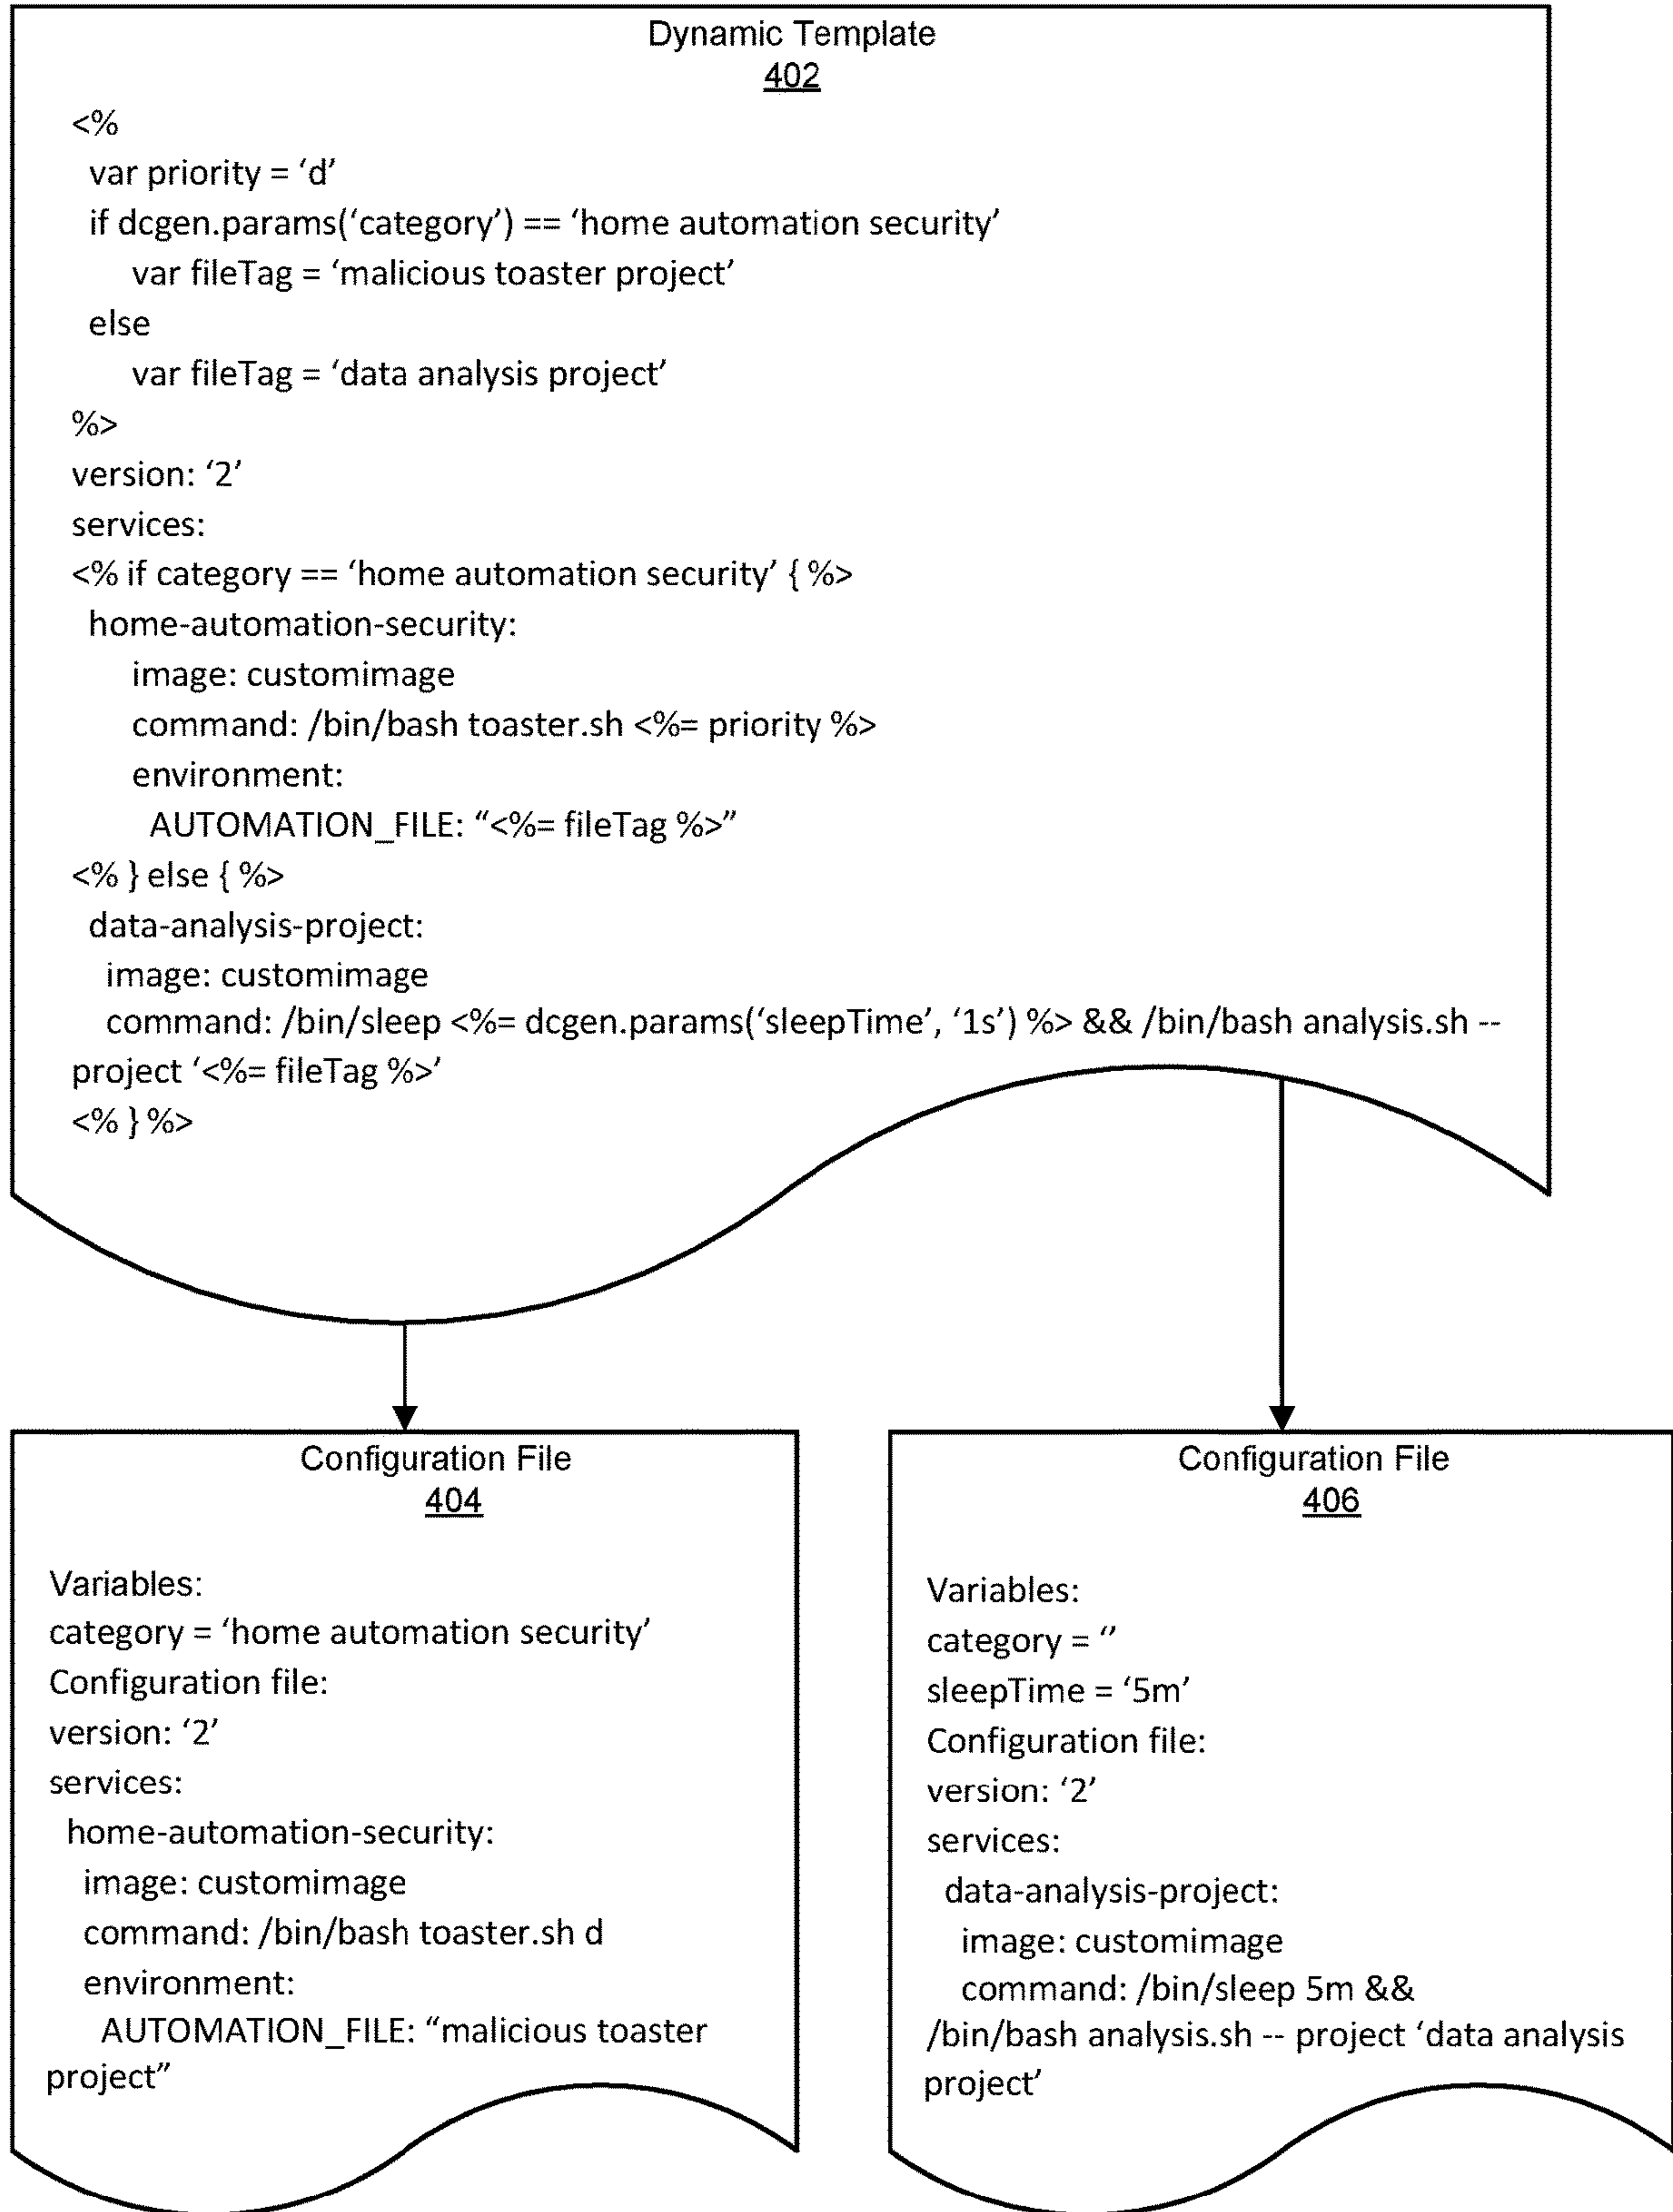 Dynamic Template
402
<%
var priority = ‘d’
if dcgen.params(‘category’) == ‘home automation security’
var fileTag = ‘malicious toaster project’
else
var fileTag = ‘data analysis project’
%>
version: ‘2’
services:
<% if category == ‘home automation security’ { %>
home-automation-security:
image: customimage
command: /bin/bash toaster.sh <%= priority %>
environment:
AUTOMATION_FILE: “<%= fileTag %>”
<% } else { %>
data-analysis-project:
image: customimage
command: /bin/sleep <%= dcgen.params(‘sleepTime’, ‘1s’) %> && /bin/bash analysis.sh --
project ‘<%= fileTag %>’
<% } %>
Configuration File
404
Variables:
category = ‘home automation security’
Configuration file:
version: ‘2’
services:
home-automation-security:
image: customimage
command: /bin/bash toaster.sh d
environment:
AUTOMATION_FILE: “malicious toaster
project”
Configuration File
406
Variables:
category = ‘’
sleepTime = ‘5m’
Configuration file:
version: ‘2’
services:
data-analysis-project:
image: customimage
command: /bin/sleep 5m &&
/bin/bash analysis.sh -- project ‘data analysis
project’